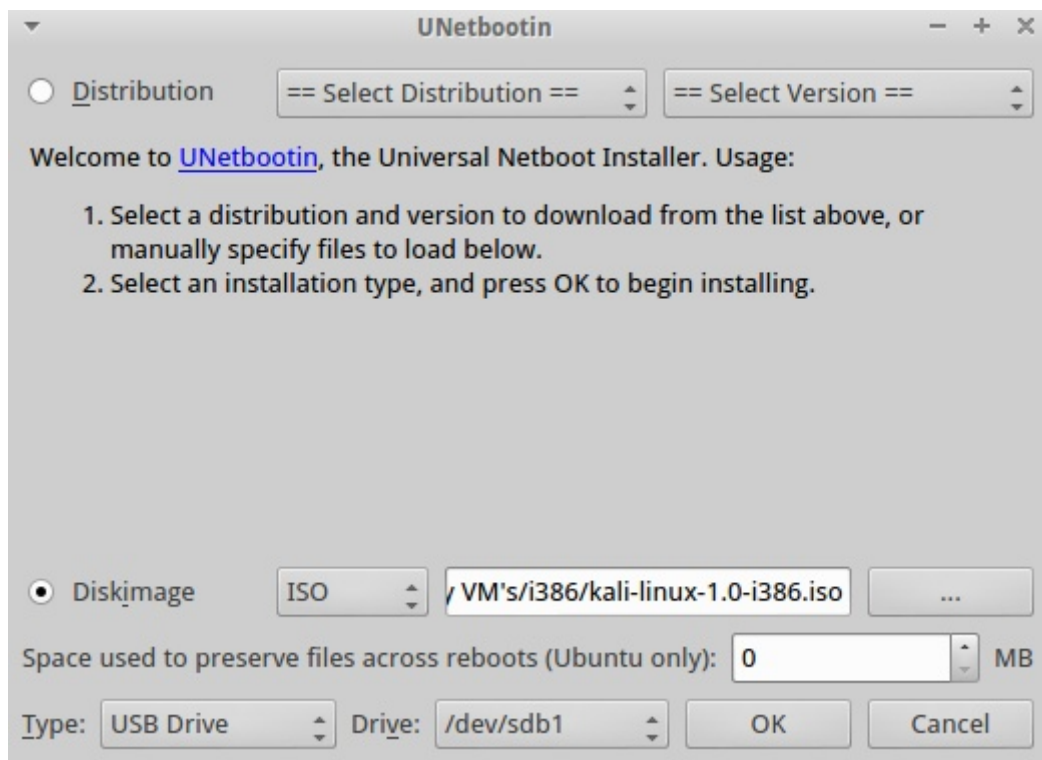 UNetbootin
Distribution == Select Distribution == == Select Version ==
Welcome to UNetbootin, the Universal Netboot Installer. Usage:
1. Select a distribution and version to download from the list above, or
manually specify files to load below.
2. Select an installation type, and press OK to begin installing.
Diskimage ISO VM's/i386/kali-linux-1.0-i386.iso ...
Space used to preserve files across reboots (Ubuntu only): 0 MB
Type: USB Drive Drive: /dev/sdb1 OK Cancel